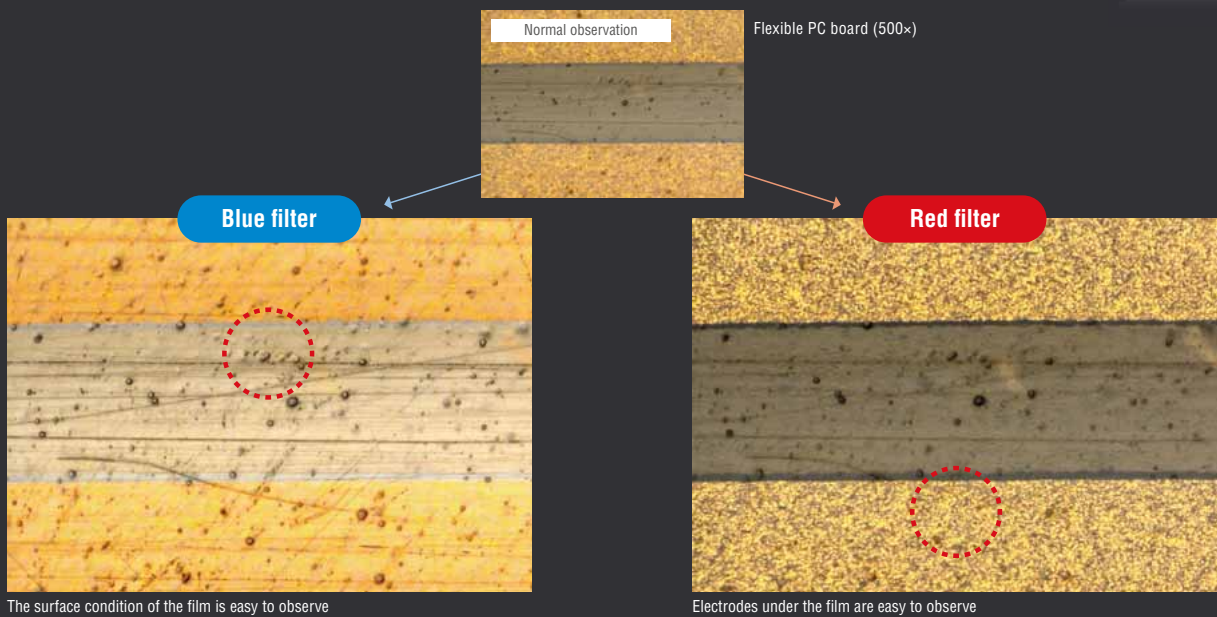 Normal observation
Flexible PC board (500×)
Blue filter
Red filter
The surface condition of the film is easy to observe
Electrodes under the film are easy to observe